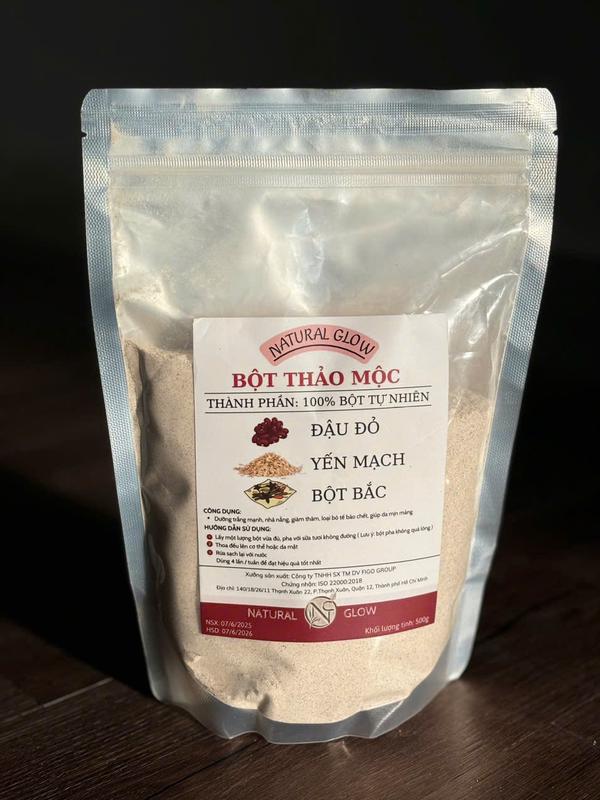 NATURAL GLOW
BỘT THẢO MỘC
THÀNH PHẦN: 100% BỘT TỰ NHIÊN
ĐẬU ĐỎ
YẾN MẠCH
BỘT BẮC
CÔNG DỤNG:
• Dưỡng trắng mạnh, nhả nắng, giảm thâm, loại bỏ tế bào chết, giúp da mịn màng
HƯỚNG DẪN SỬ DỤNG:
1 Lấy một lượng bột vừa đủ, pha với sữa tươi không đường ( Lưu ý: bột pha không quá lỏng )
2 Thoa đều lên cơ thể hoặc da mặt
3 Rửa sạch lại với nước
Dùng 4 lần / tuần để đạt hiệu quả tốt nhất
Xưởng sản xuất: Công ty TNHH SX TM DV FIGO GROUP
Chứng nhận: ISO 22000:2018
Địa chỉ: 140/18/26/11 Thạnh Xuân 22, P.Thạnh Xuân, Quận 12, Thành phố Hồ Chí Minh
NATURAL GLOW
NSX: 07/6/2025
HSD: 07/6/2026
Khối lượng tịnh: 500g